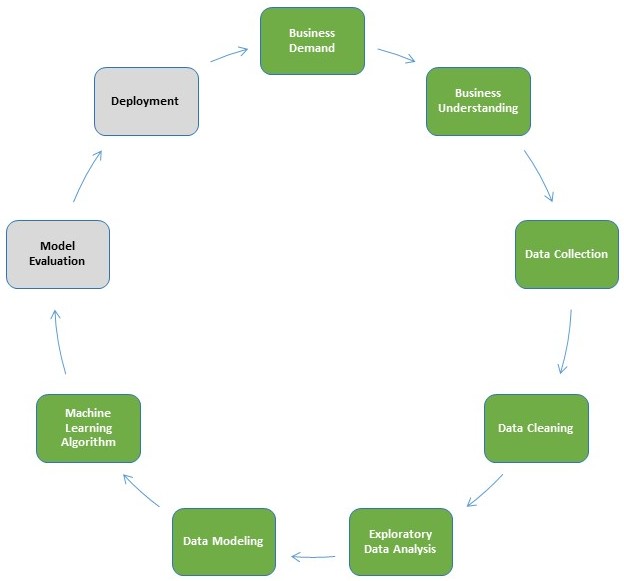 Business
Demand
Business
Understanding
Data Collection
Data Cleaning
Exploratory
Data Analysis
Data Modeling
Machine
Learning
Algorithm
Model
Evaluation
Deployment